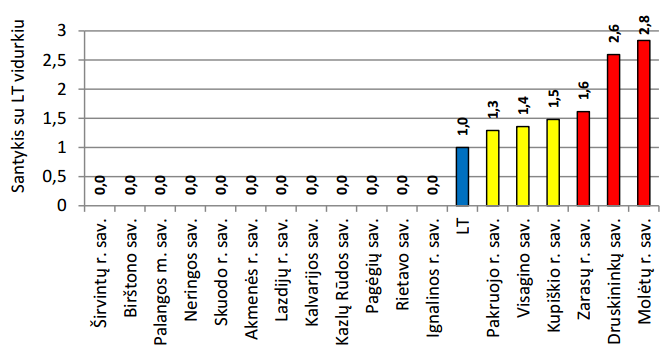 Santykis su LT vidurkiu
3
2,5
2
1,5
1
0,5
0
0,0
0,0
0,0
0,0
0,0
0,0
0,0
0,0
0,0
0,0
0,0
0,0
1,0
1,3
1,4
1,5
1,6
2,6
2,8
Širvintų r. sav.
Birštono sav.
Palangos m. sav.
Neringos sav.
Skuodo r. sav.
Akmenės r. sav.
Lazdijų r. sav.
Kalvarijos sav.
Kazlų Rūdos sav.
Pagėgių sav.
Rietavo sav.
Ignalinos r. sav.
LT
Pakruojo r. sav.
Visagino sav.
Kupiškio r. sav.
Zarasų r. sav.
Druskininkų sav.
Molėtų r. sav.